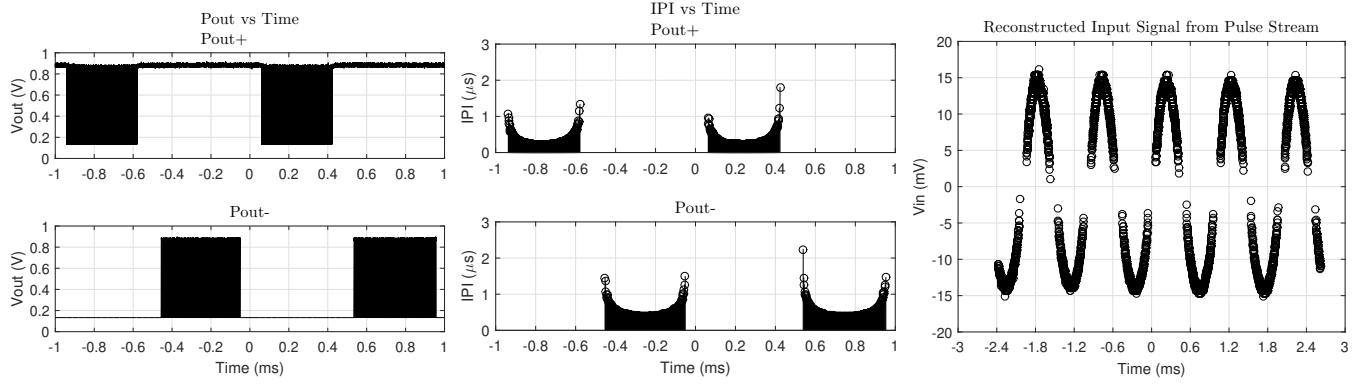 Pout vs Time
Pout+
Vout (V)
1
0.8
0.6
0.4
0.2
0
-1 -0.8 -0.6 -0.4 -0.2 0 0.2 0.4 0.6 0.8 1
Pout-
Vout (V)
1
0.8
0.6
0.4
0.2
0
-1 -0.8 -0.6 -0.4 -0.2 0 0.2 0.4 0.6 0.8 1
Time (ms)
IPI vs Time
Pout+
IPI (μs)
3
2
1
0
-1 -0.8 -0.6 -0.4 -0.2 0 0.2 0.4 0.6 0.8 1
Pout-
IPI (μs)
3
2
1
0
-1 -0.8 -0.6 -0.4 -0.2 0 0.2 0.4 0.6 0.8 1
Time (ms)
Reconstructed Input Signal from Pulse Stream
Vin (mV)
20
15
10
5
0
-5
-10
-15
-20
-3 -2.4 -1.8 -1.2 -0.6 0 0.6 1.2 1.8 2.4 3
Time (ms)